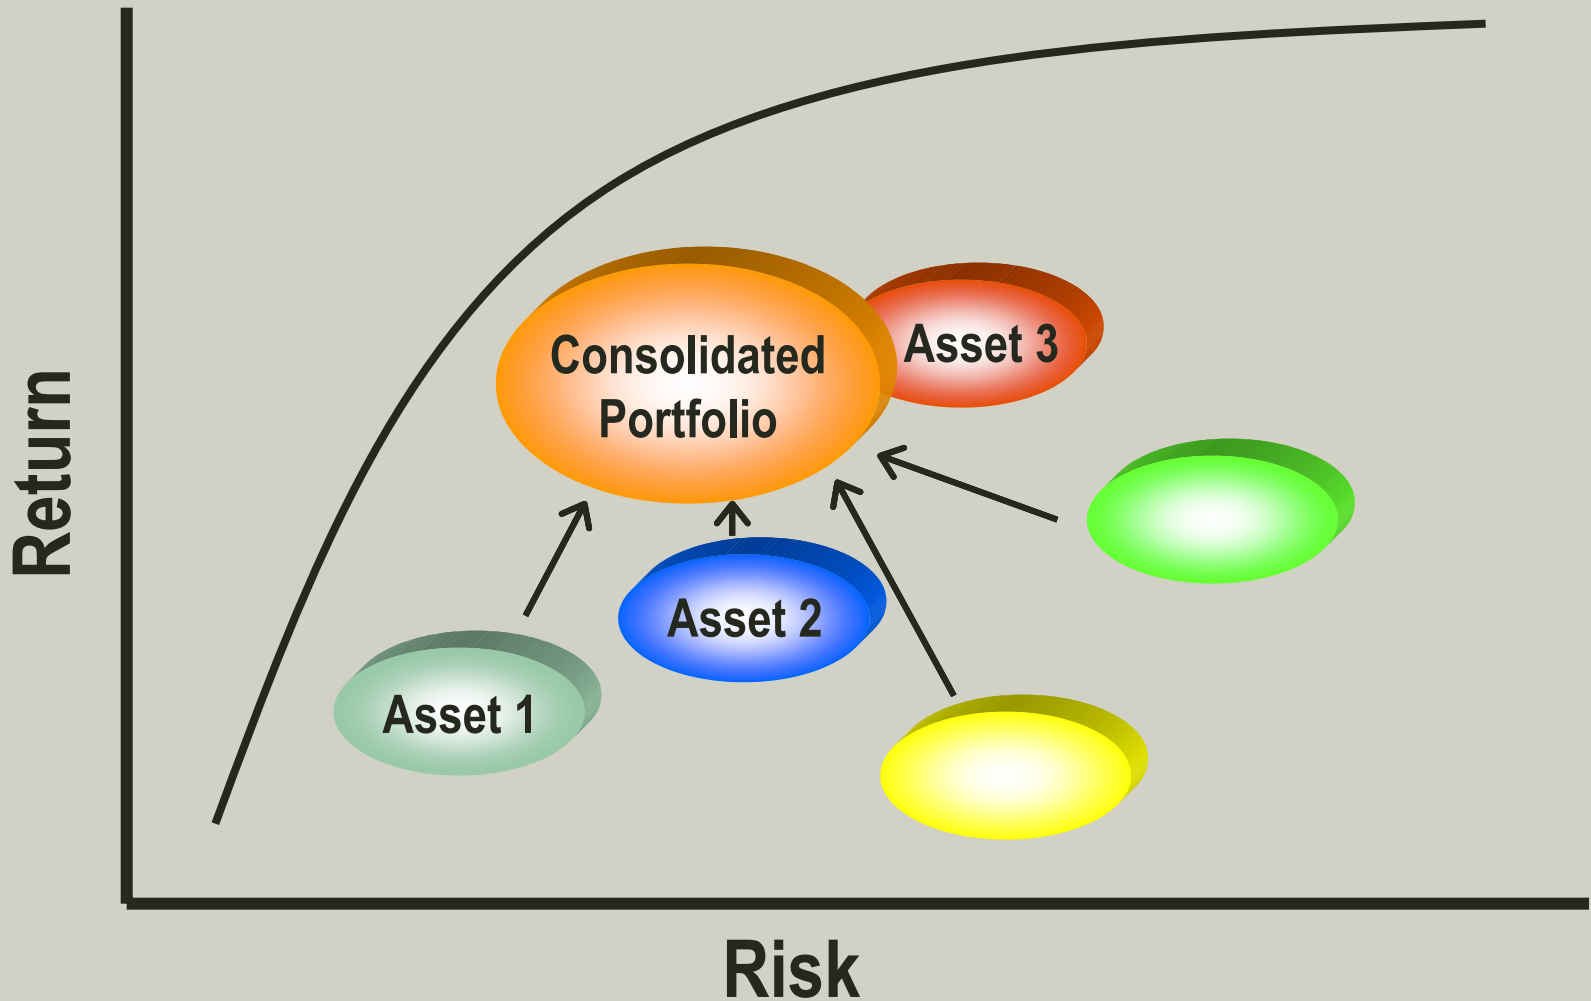 Return
Consolidated
Portfolio
Asset 3
Asset 2
Asset 1
Risk